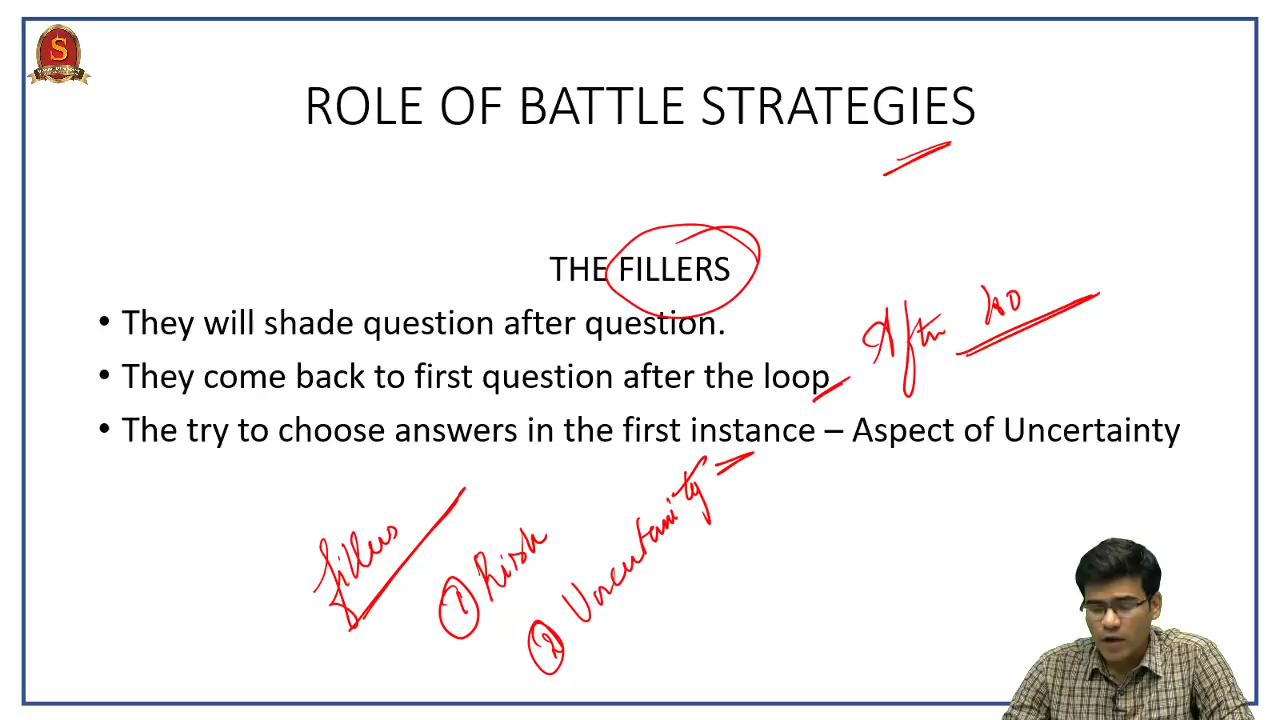 S
ROLE OF BATTLE STRATEGIES
THE FILLERS
• They will shade question after question.
• They come back to first question after the loop
After
• The try to choose answers in the first instance – Aspect of Uncertainty
fillers
① Risk
② Uncertainity